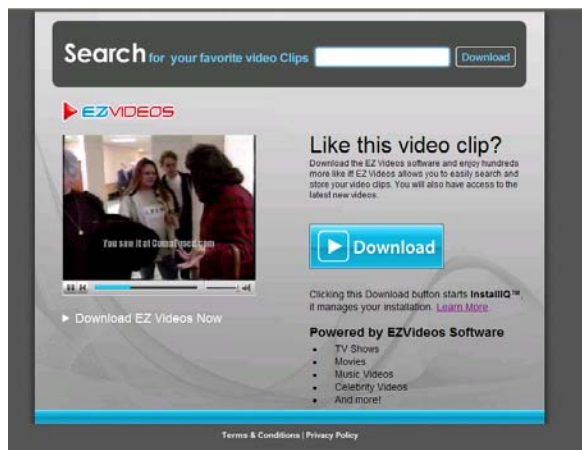 Search for your favorite video Clips Download
EZVIDEOS
You saw it at ComaFused.com
Download EZ Videos Now
Like this video clip?
Download the EZ Videos software and enjoy hundreds
more like it! EZ Videos allows you to easily search and
store your video clips. You will also have access to the
latest new videos.
Download
Clicking this Download button starts InstallIQ™,
it manages your installation. Learn More
Powered by EZVideos Software
• TV Shows
• Movies
• Music Videos
• Celebrity Videos
• And more!
Terms & Conditions | Privacy Policy